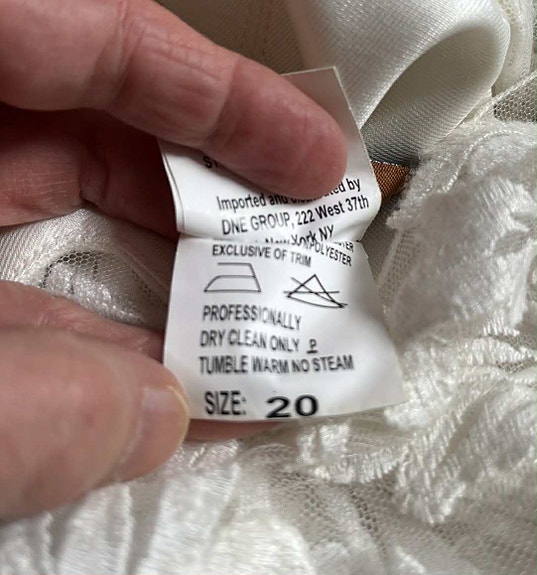 Imported and by
DNE GROUP, 222 West 37th
New York NY
POLYESTER
EXCLUSIVE OF TRIM
PROFESSIONALLY
DRY CLEAN ONLY P
TUMBLE WARM NO STEAM
SIZE: 20